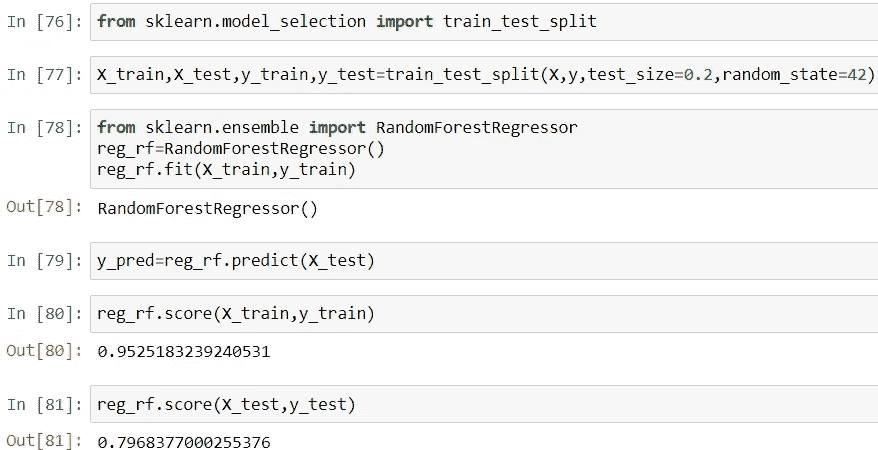 In [76]: from sklearn.model_selection import train_test_split
In [77]: X_train,X_test,y_train,y_test=train_test_split(X,y,test_size=0.2,random_state=42)
In [78]: from sklearn.ensemble import RandomForestRegressor
reg_rf=RandomForestRegressor()
reg_rf.fit(X_train,y_train)
Out[78]: RandomForestRegressor()
In [79]: y_pred=reg_rf.predict(X_test)
In [80]: reg_rf.score(X_train,y_train)
Out[80]: 0.9525183239240531
In [81]: reg_rf.score(X_test,y_test)
Out[81]: 0.7968377000255376